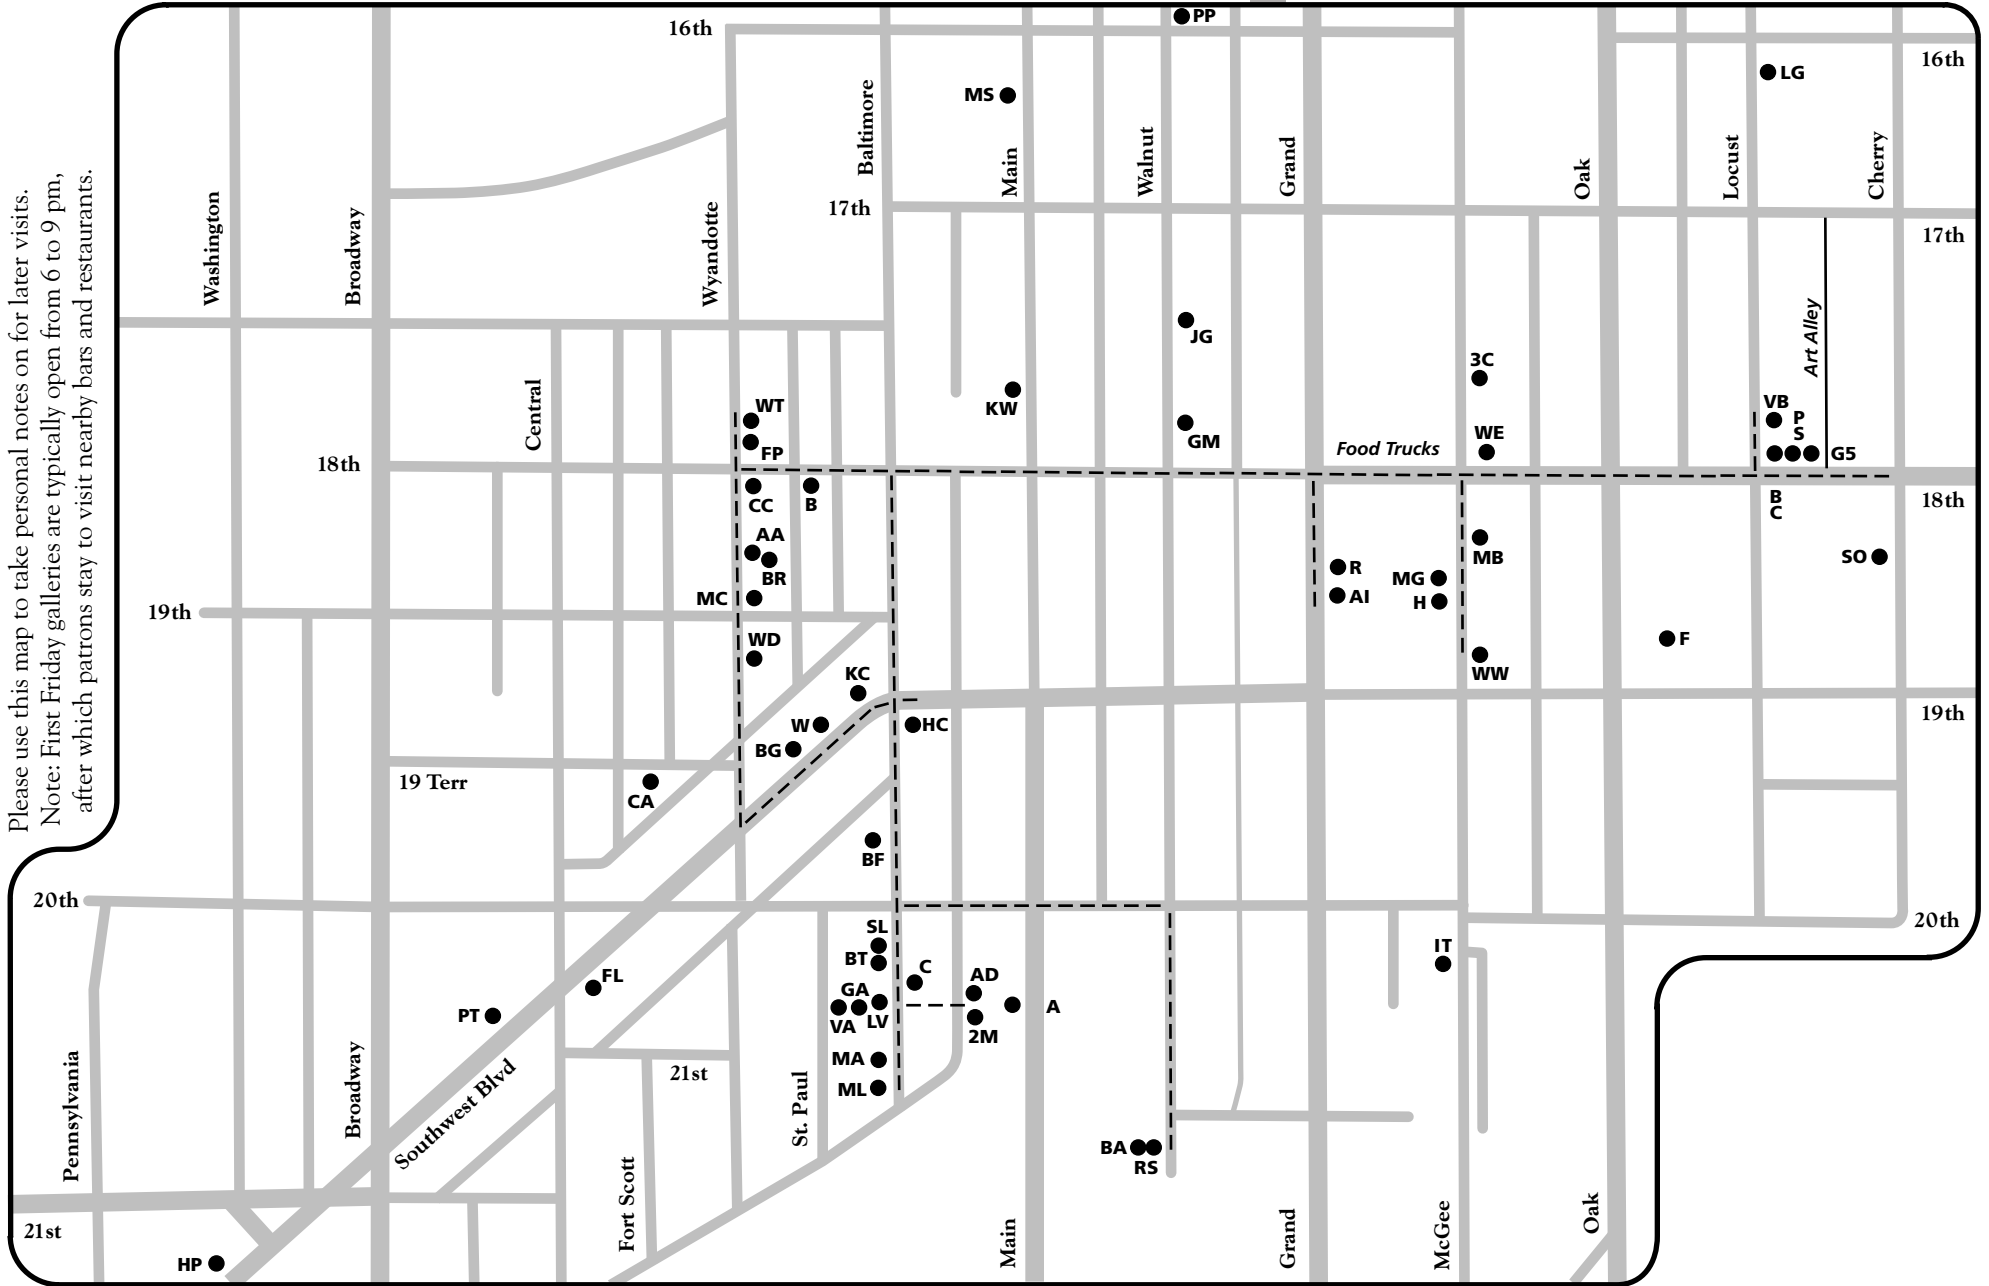 Please use this map to take personal notes on for later visits.
Note: First Friday galleries are typically open from 6 to 9 pm,
after which patrons stay to visit nearby bars and restaurants.
PP
16th
16th
LG
MS
Baltimore
Main
Walnut
Grand
Oak
Locust
Cherry
Washington
Broadway
Wyandotte
17th
17th
JG
3C
Art Alley
Central
KW
WT
VB
P
S
GM
WE
Food Trucks
FP
G5
18th
CC
B
18th
B
C
AA
BR
MB
SO
R
MG
MC
AI
H
19th
WD
F
KC
WW
W
HC
19th
BG
19 Terr
CA
BF
20th
20th
SL
IT
BT
C
FL
AD
GA
A
PT
VA
LV
2M
MA
21st
ML
Pennsylvania
Broadway
Southwest Blvd
St. Paul
BA
RS
Fort Scott
Main
Grand
McGee
Oak
21st
HP